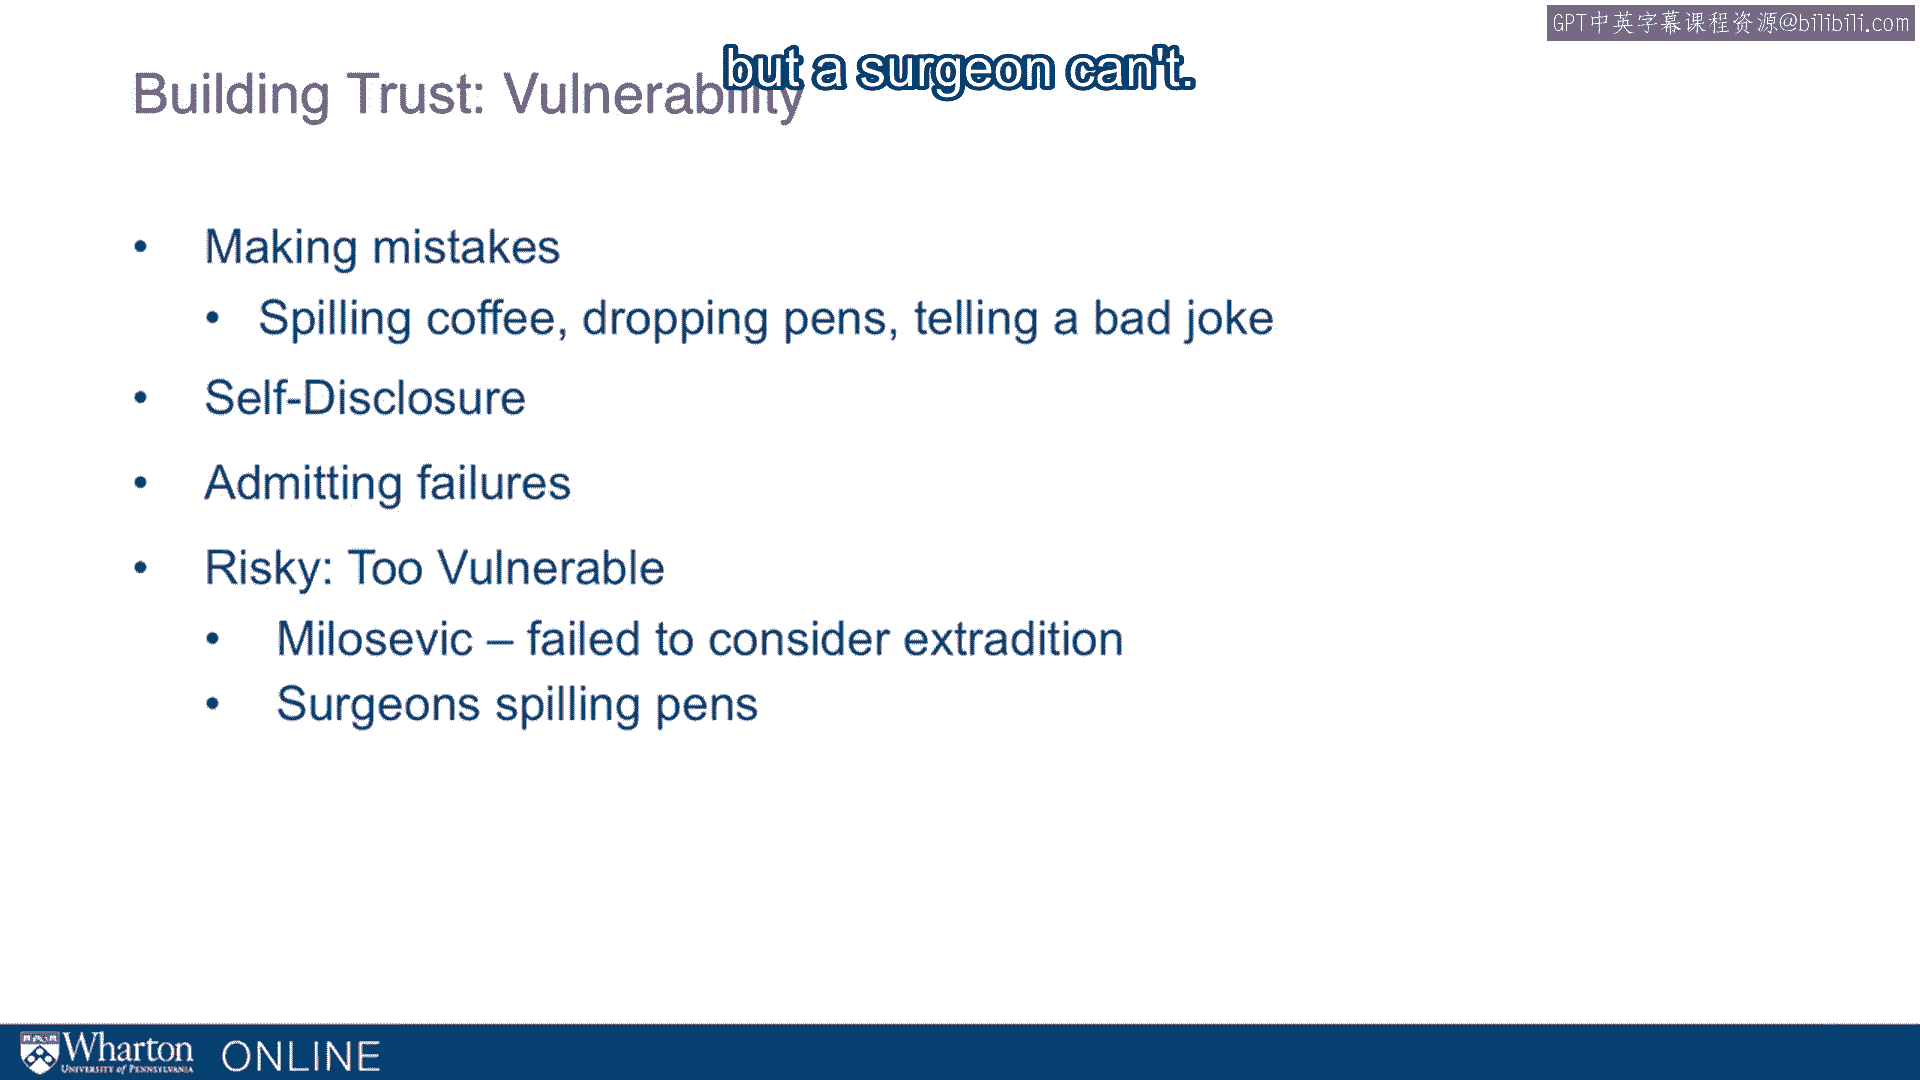 GPT中英字幕课程资源@bilibili.com
but a surgeon can't.
Building Trust: Vulnerability
• Making mistakes
• Spilling coffee, dropping pens, telling a bad joke
• Self-Disclosure
• Admitting failures
• Risky: Too Vulnerable
• Milosevic – failed to consider extradition
• Surgeons spilling pens
Wharton
UNIVERSITY of PENNSYLVANIA
ONLINE